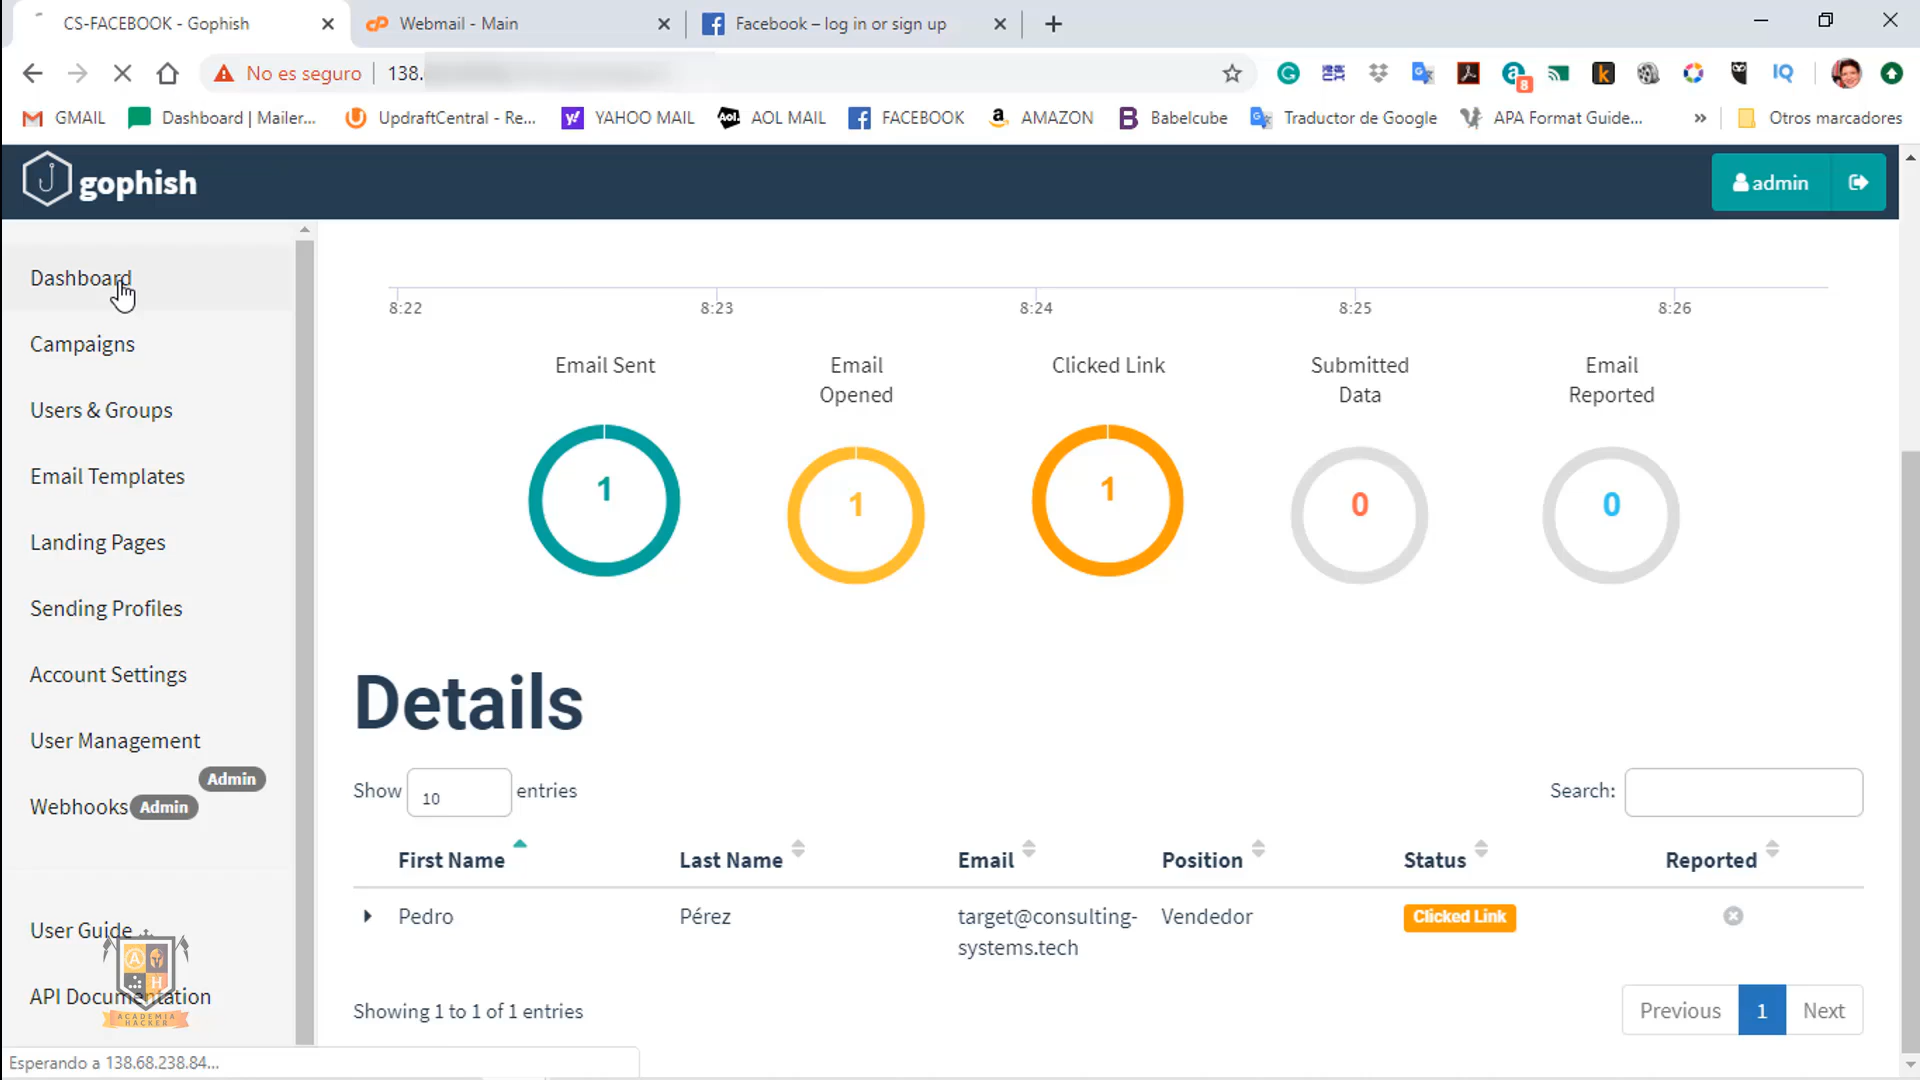 CS-FACEBOOK - Gophish
Webmail - Main
Facebook – log in or sign up
No es seguro
138.
GMAIL
Dashboard | Mailer...
UpdraftCentral - Re...
YAHOO MAIL
AOL MAIL
FACEBOOK
AMAZON
Babelcube
Traductor de Google
APA Format Guide...
»
Otros marcadores
gophish
admin
Dashboard
Campaigns
Users & Groups
Email Templates
Landing Pages
Sending Profiles
Account Settings
User Management
Admin
Webhooks Admin
User Guide
API Documentation
ACADEMIA
HACKER
8:22 8:23 8:24 8:25 8:26
Email Sent
Email
Opened
Clicked Link
Submitted
Data
Email
Reported
1 1 1 0 0
Details
Show 10 entries
Search:
First Name Last Name Email Position Status Reported
Pedro Pérez target@consulting- Vendedor Clicked Link
systems.tech
Showing 1 to 1 of 1 entries
Previous 1 Next
Esperando a 138.68.238.84...